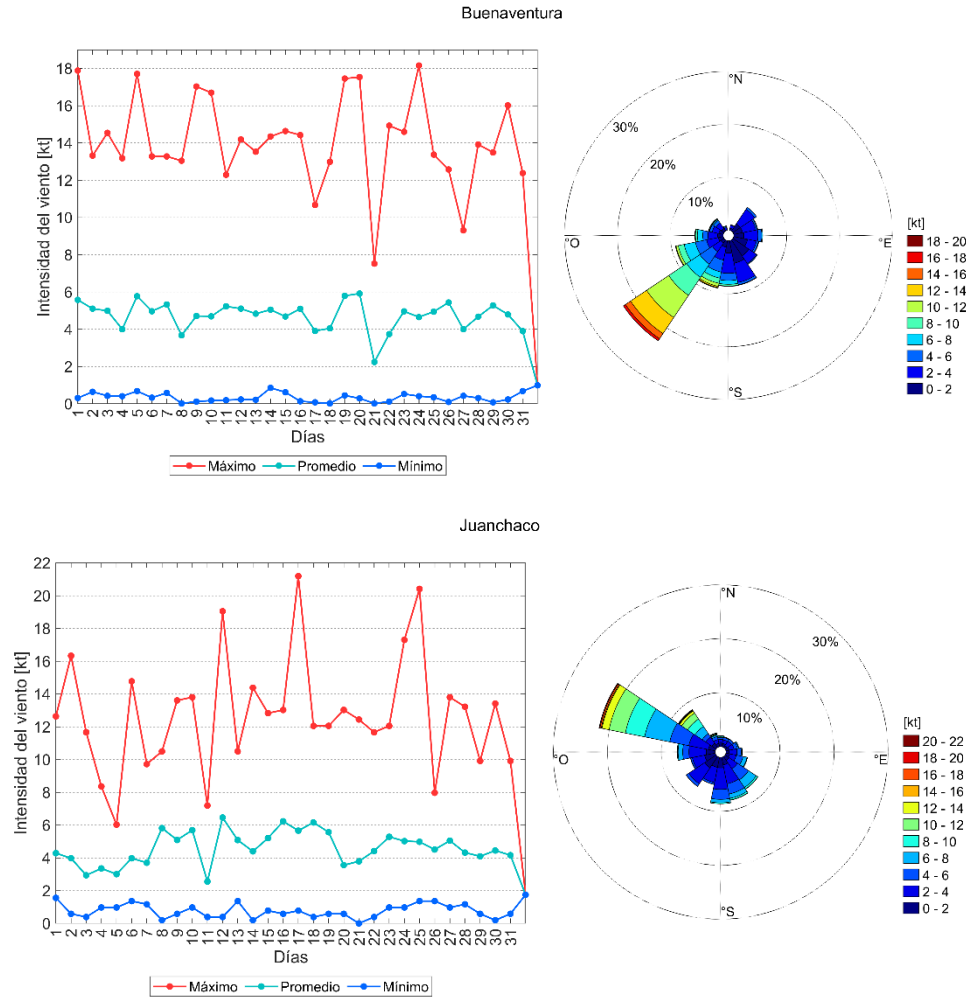 Buenaventura
Intensidad del viento [kt]
18
16
14
12
10
8
6
4
2
0
1 2 3 4 5 6 7 8 9 10 11 12 13 14 15 16 17 18 19 20 21 22 23 24 25 26 27 28 29 30 31
Días
Máximo Promedio Mínimo
°N
30%
20%
10%
°O
°E
°S
[kt]
18 - 20
16 - 18
14 - 16
12 - 14
10 - 12
8 - 10
6 - 8
4 - 6
2 - 4
0 - 2
Juanchaco
Intensidad del viento [kt]
22
20
18
16
14
12
10
8
6
4
2
0
1 2 3 4 5 6 7 8 9 10 11 12 13 14 15 16 17 18 19 20 21 22 23 24 25 26 27 28 29 30 31
Días
Máximo Promedio Mínimo
°N
30%
20%
10%
°O
°E
°S
[kt]
20 - 22
18 - 20
16 - 18
14 - 16
12 - 14
10 - 12
8 - 10
6 - 8
4 - 6
2 - 4
0 - 2